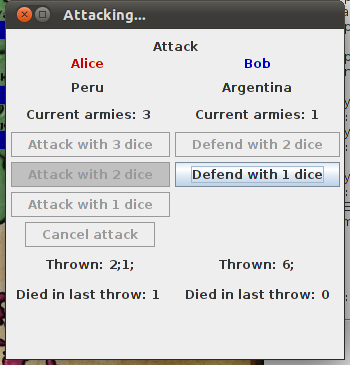 Attacking...
Attack
Alice Bob
Peru Argentina
Current armies: 3 Current armies: 1
Attack with 3 dice Defend with 2 dice
Attack with 2 dice Defend with 1 dice
Attack with 1 dice
Cancel attack
Thrown: 2;1; Thrown: 6;
Died in last throw: 1 Died in last throw: 0